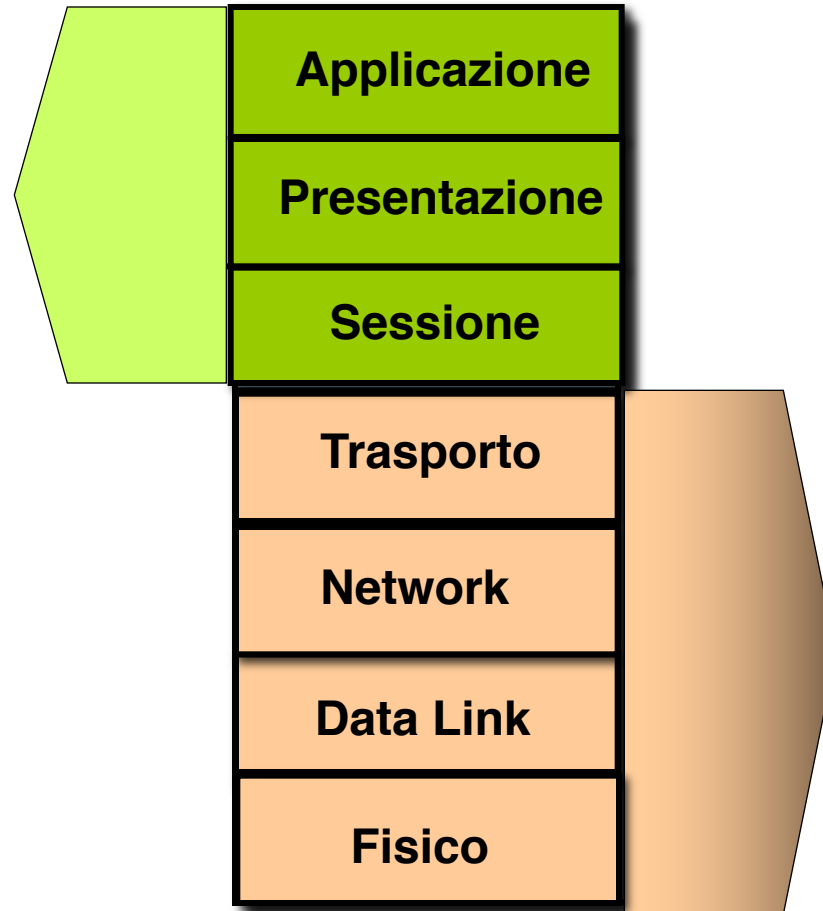 Applicazione
Presentazione
Sessione
Trasporto
Network
Data Link
Fisico